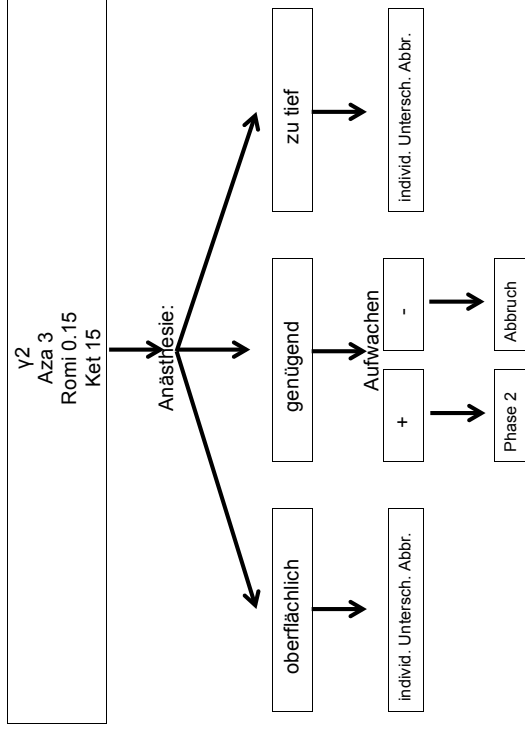 γ2
Aza 3
Romi 0.15
Ket 15
Anästhesie:
oberflächlich
genügend
zu tief
individ. Untersch. Abbr.
Aufwachen
individ. Untersch. Abbr.
+
-
Phase 2
Abbruch